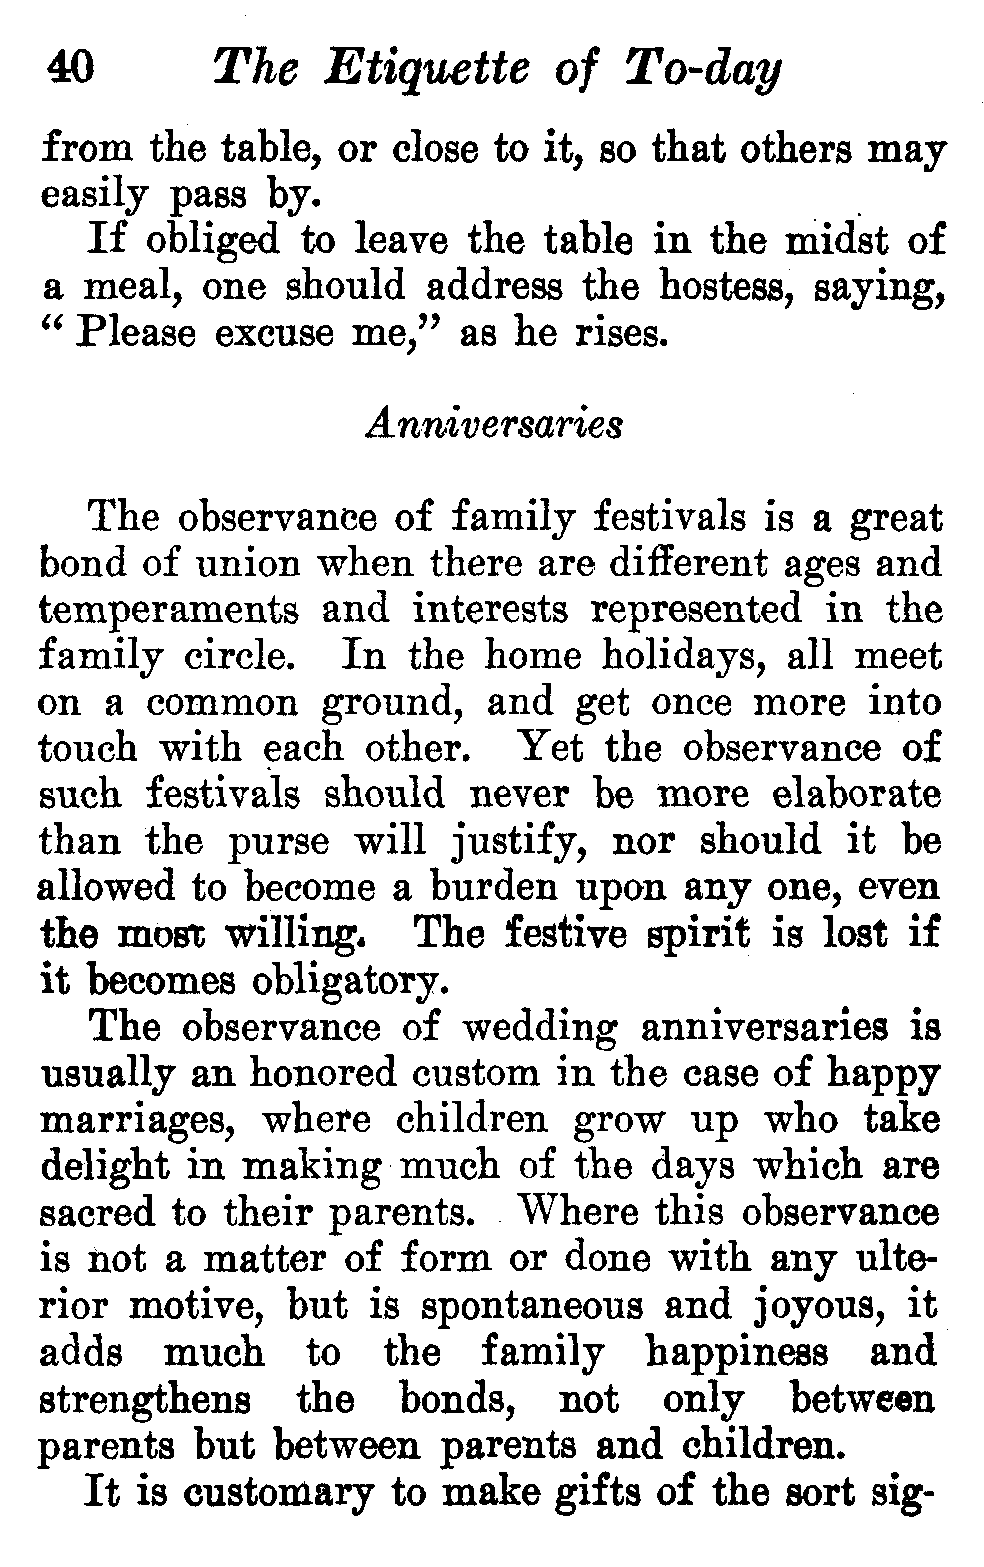 40 The Etiquette of To-day
from the table, or close to it, so that others may
easily pass by.
If obliged to leave the table in the midst of
a meal, one should address the hostess, saying,
“ Please excuse me,” as he rises.
Anniversaries
The observance of family festivals is a great
bond of union when there are different ages and
temperaments and interests represented in the
family circle. In the home holidays, all meet
on a common ground, and get once more into
touch with each other. Yet the observance of
such festivals should never be more elaborate
than the purse will justify, nor should it be
allowed to become a burden upon any one, even
the most willing. The festive spirit is lost if
it becomes obligatory.
The observance of wedding anniversaries is
usually an honored custom in the case of happy
marriages, where children grow up who take
delight in making much of the days which are
sacred to their parents. Where this observance
is not a matter of form or done with any ulte-
rior motive, but is spontaneous and joyous, it
adds much to the family happiness and
strengthens the bonds, not only between
parents but between parents and children.
It is customary to make gifts of the sort sig-